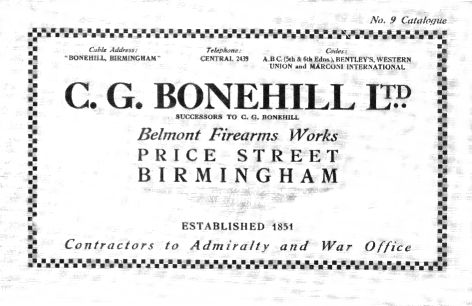 No. 9 Catalogue
Cable Address: Telephone: Codes:
"BONEHILL, BIRMINGHAM" CENTRAL 2439 A.B.C (5th & 6th Edns.), BENTLEY'S, WESTERN
UNION and MARCONI INTERNATIONAL
C. G. BONEHILL LTD
SUCCESSORS TO C. G. BONEHILL
Belmont Firearms Works
PRICE STREET
BIRMINGHAM
ESTABLISHED 1851
Contractors to Admiralty and War Office